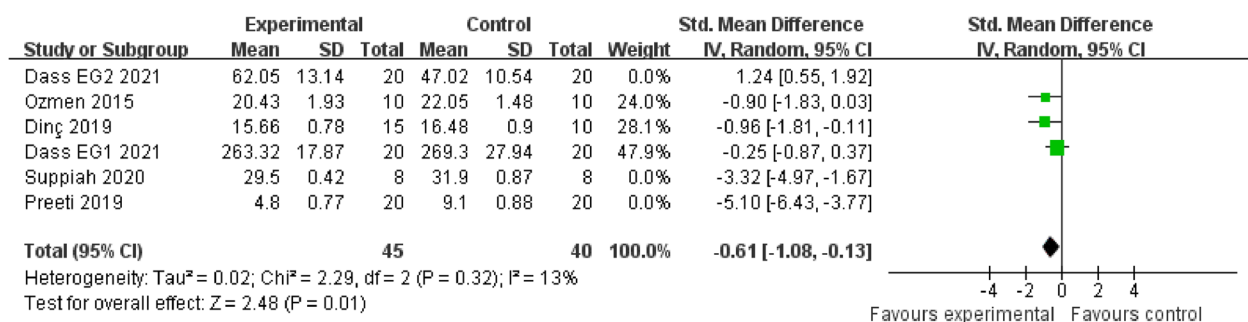 Experimental Control Std. Mean Difference Std. Mean Difference
Study or Subgroup Mean SD Total Mean SD Total Weight IV, Random, 95% CI IV, Random, 95% CI
Dass EG2 2021 62.05 13.14 20 47.02 10.54 20 0.0% 1.24 [0.55, 1.92]
Ozmen 2015 20.43 1.93 10 22.05 1.48 10 24.0% -0.90 [-1.83, 0.03]
Dinç 2019 15.66 0.78 15 16.48 0.9 10 28.1% -0.96 [-1.81, -0.11]
Dass EG1 2021 263.32 17.87 20 269.3 27.94 20 47.9% -0.25 [-0.87, 0.37]
Suppiah 2020 29.5 0.42 8 31.9 0.87 8 0.0% -3.32 [-4.97, -1.67]
Preeti 2019 4.8 0.77 20 9.1 0.88 20 0.0% -5.10 [-6.43, -3.77]
Total (95% CI) 45 40 100.0% -0.61 [-1.08, -0.13]
Heterogeneity: Tau² = 0.02; Chi² = 2.29, df = 2 (P = 0.32); I² = 13%
Test for overall effect: Z = 2.48 (P = 0.01)
-4 -2 0 2 4
Favours experimental Favours control